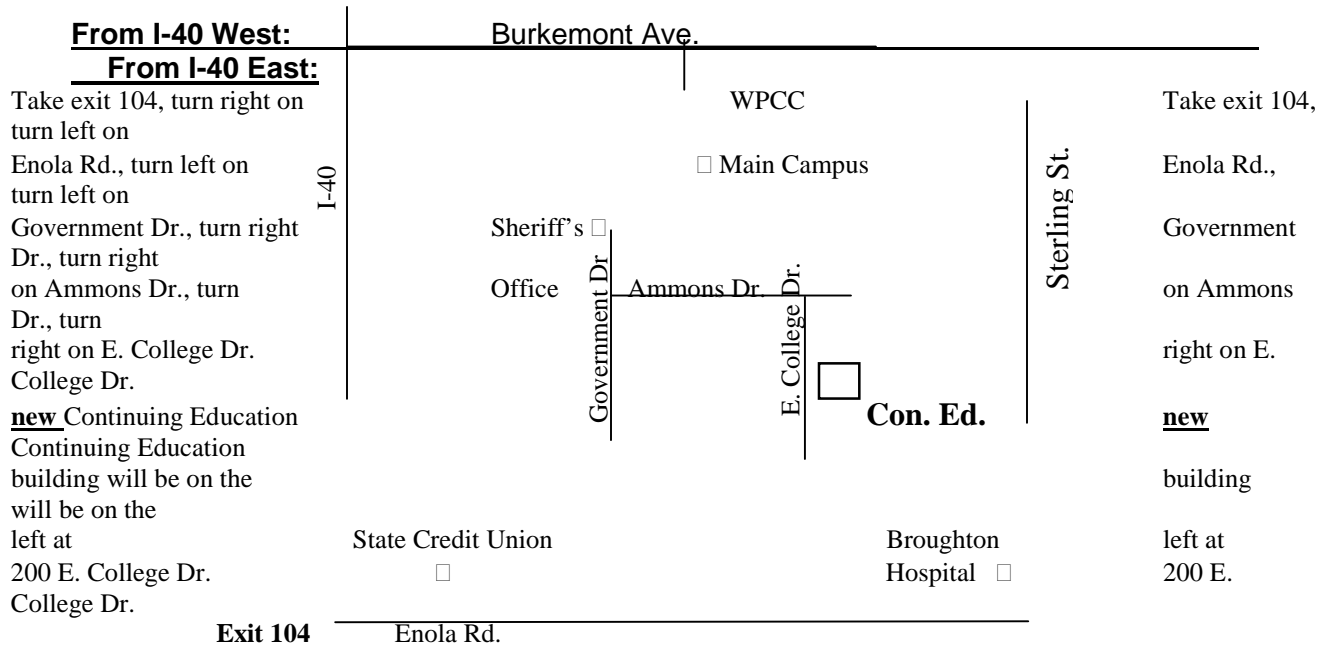 From I-40 West: Burkemont Ave.
From I-40 East:
Take exit 104, turn right on WPCC Take exit 104,
turn left on
Enola Rd., turn left on Main Campus Enola Rd.,
turn left on
I-40
Sterling St.
Government Dr., turn right Sheriff's Government
Dr., turn right
on Ammons Dr., turn Office Ammons Dr. on Ammons
Dr., turn
Government Dr
E. College Dr.
right on E. College Dr. right on E.
College Dr.
new Continuing Education Con. Ed. new
Continuing Education
building will be on the building
will be on the
left at State Credit Union Broughton left at
200 E. College Dr. Hospital 200 E.
College Dr.
Exit 104 Enola Rd.